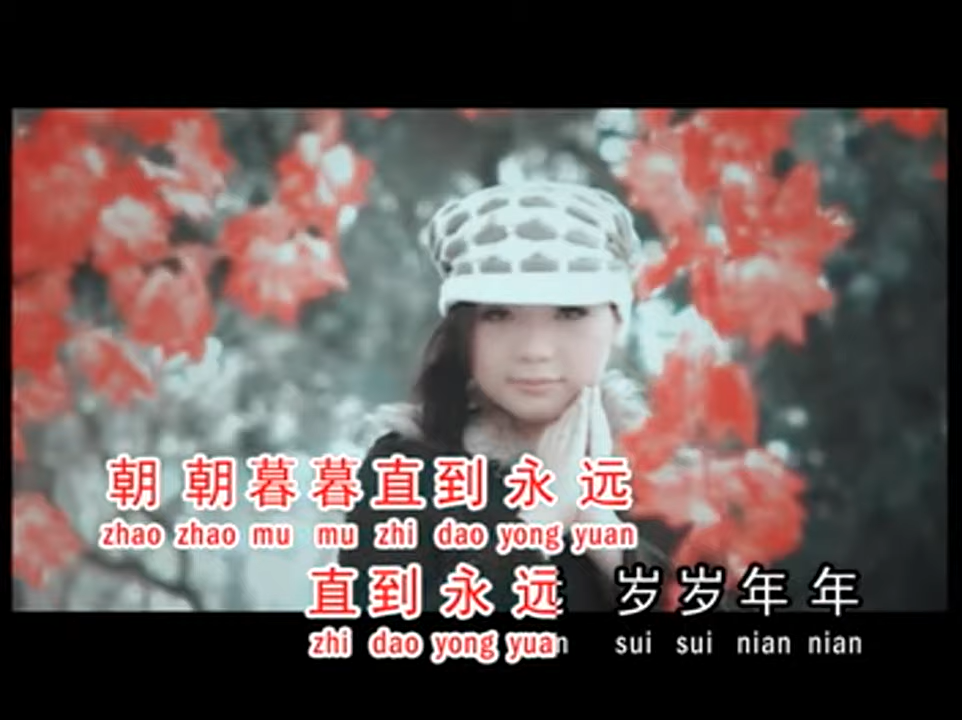 朝 朝暮暮直到永 远
zhao zhao mu mu zhi dao yong yuan
直到 永 远 岁岁年 年
zhi dao yong yuan sui sui nian nian